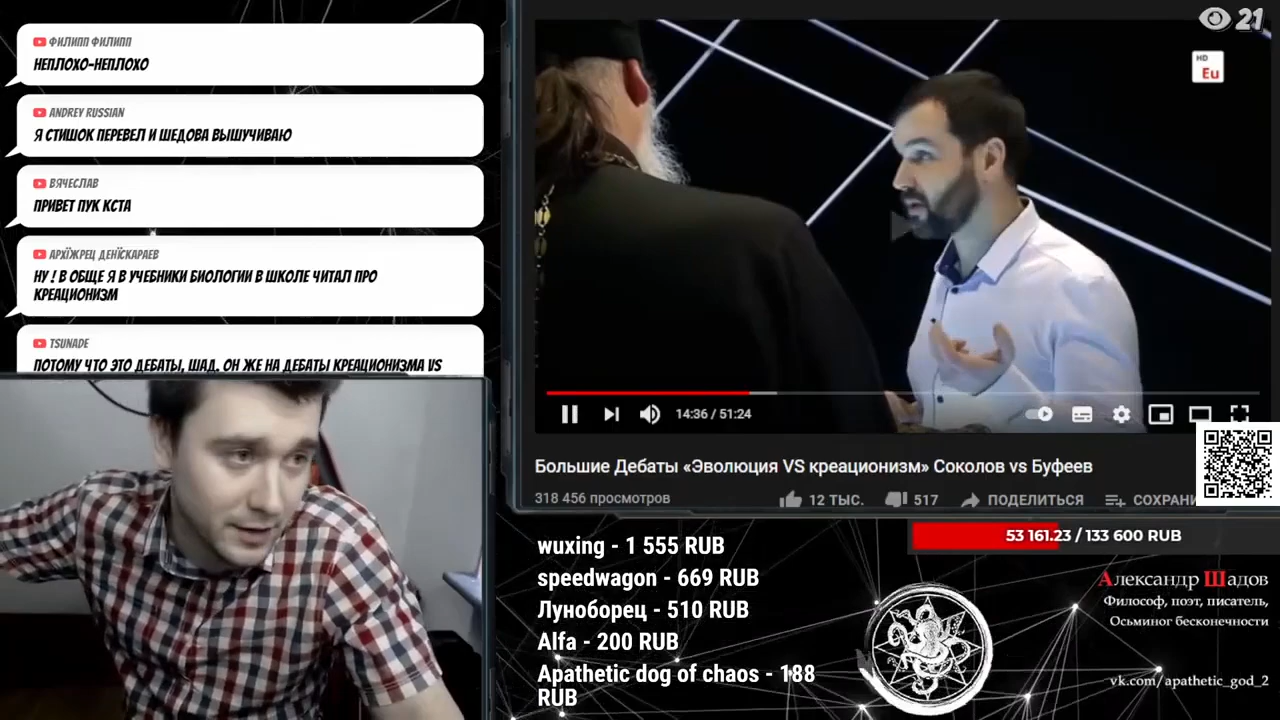 ФИЛИПП ФИЛИПП
НЕПЛОХО-НЕПЛОХО
ANDREY RUSSIAN
Я СТИШОК ПЕРЕВЕЛ И ШЕДОВА ВЫШУЧИВАЮ
ВЯЧЕСЛАВ
ПРИВЕТ ПУК КСТА
АРХЇЖРЕЦ ДЕНЇСКАРАЕВ
НУ ! В ОБЩЕ Я В УЧЕБНИКИ БИОЛОГИИ В ШКОЛЕ ЧИТАЛ ПРО
КРЕАЦИОНИЗМ
TSUNADE
ПОТОМУ ЧТО ЭТО ДЕБАТЫ, ШАД. ОН ЖЕ НА ДЕБАТЫ КРЕАЦИОНИЗМА VS
21
HD
Eu
14:36 / 51:24
Большие Дебаты «Эволюция VS креационизм» Соколов vs Буфеев
318 456 просмотров
12 ТЫС.
517
ПОДЕЛИТЬСЯ
СОХРАНИ
53 161.23 / 133 600 RUB
wuxing - 1 555 RUB
speedwagon - 669 RUB
Луноборец - 510 RUB
Alfa - 200 RUB
Apathetic dog of chaos - 188
RUB
Александр Шадов
Философ, поэт, писатель,
Осьминог бесконечности
vk.com/apathetic_god_2